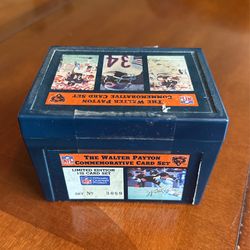 34
THE WALTER PAYTON
COMMEMORATIVE CARD SET
THE WALTER PAYTON
COMMEMORATIVE CARD SET
LIMITED EDITION
132 CARD SET
SET Nº